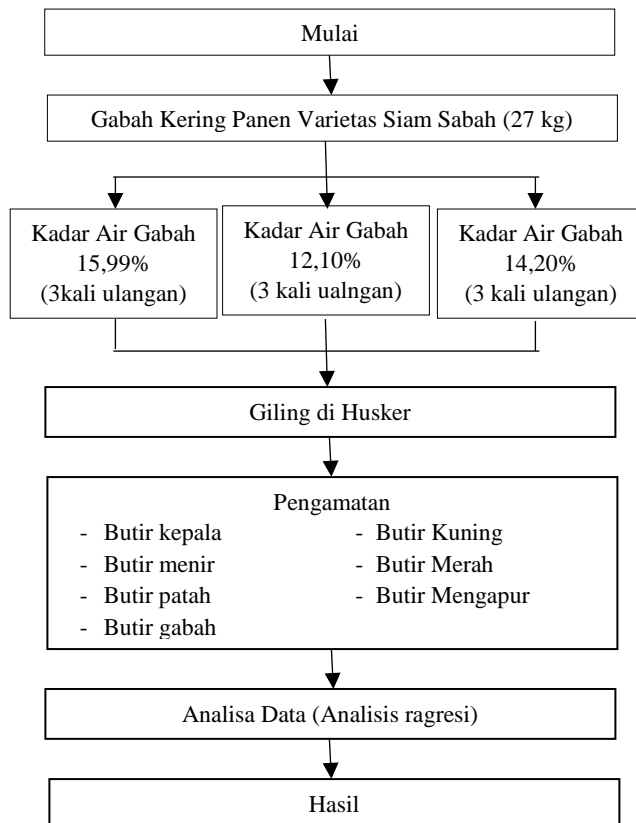 Mulai
Gabah Kering Panen Varietas Siam Sabah (27 kg)
Kadar Air Gabah
15,99%
(3kali ulangan)
Kadar Air Gabah
12,10%
(3 kali ualngan)
Kadar Air Gabah
14,20%
(3 kali ulangan)
Giling di Husker
Pengamatan
- Butir kepala
- Butir menir
- Butir patah
- Butir gabah
- Butir Kuning
- Butir Merah
- Butir Mengapur
Analisa Data (Analisis ragresi)
Hasil